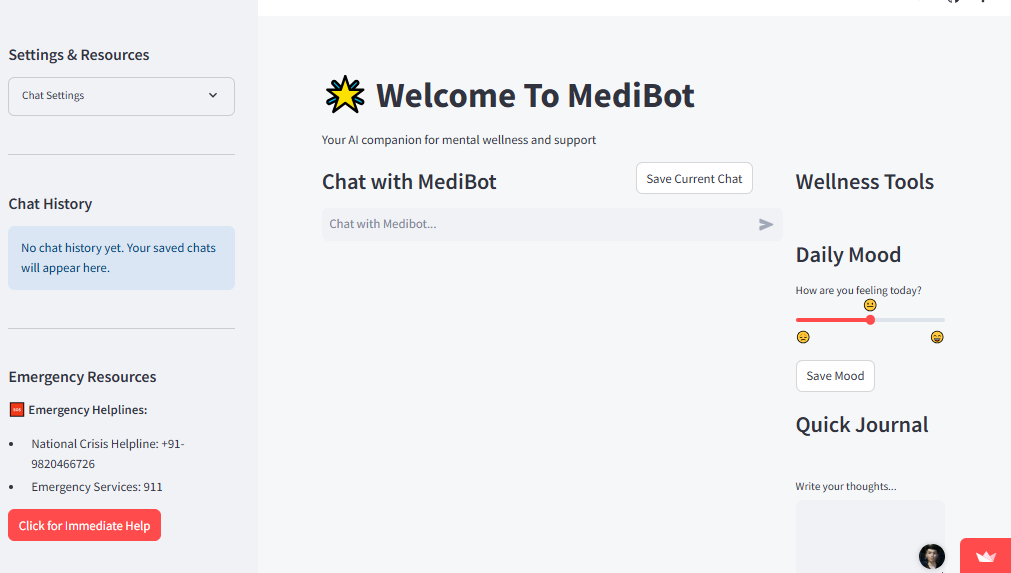 Settings & Resources
Chat Settings
Chat History
No chat history yet. Your saved chats
will appear here.
Emergency Resources
🆘 Emergency Helplines:
• National Crisis Helpline: +91-
9820466726
• Emergency Services: 911
Click for Immediate Help
Welcome To MediBot
Your AI companion for mental wellness and support
Chat with MediBot
Save Current Chat
Chat with Medibot...
Wellness Tools
Daily Mood
How are you feeling today?
Save Mood
Quick Journal
Write your thoughts...